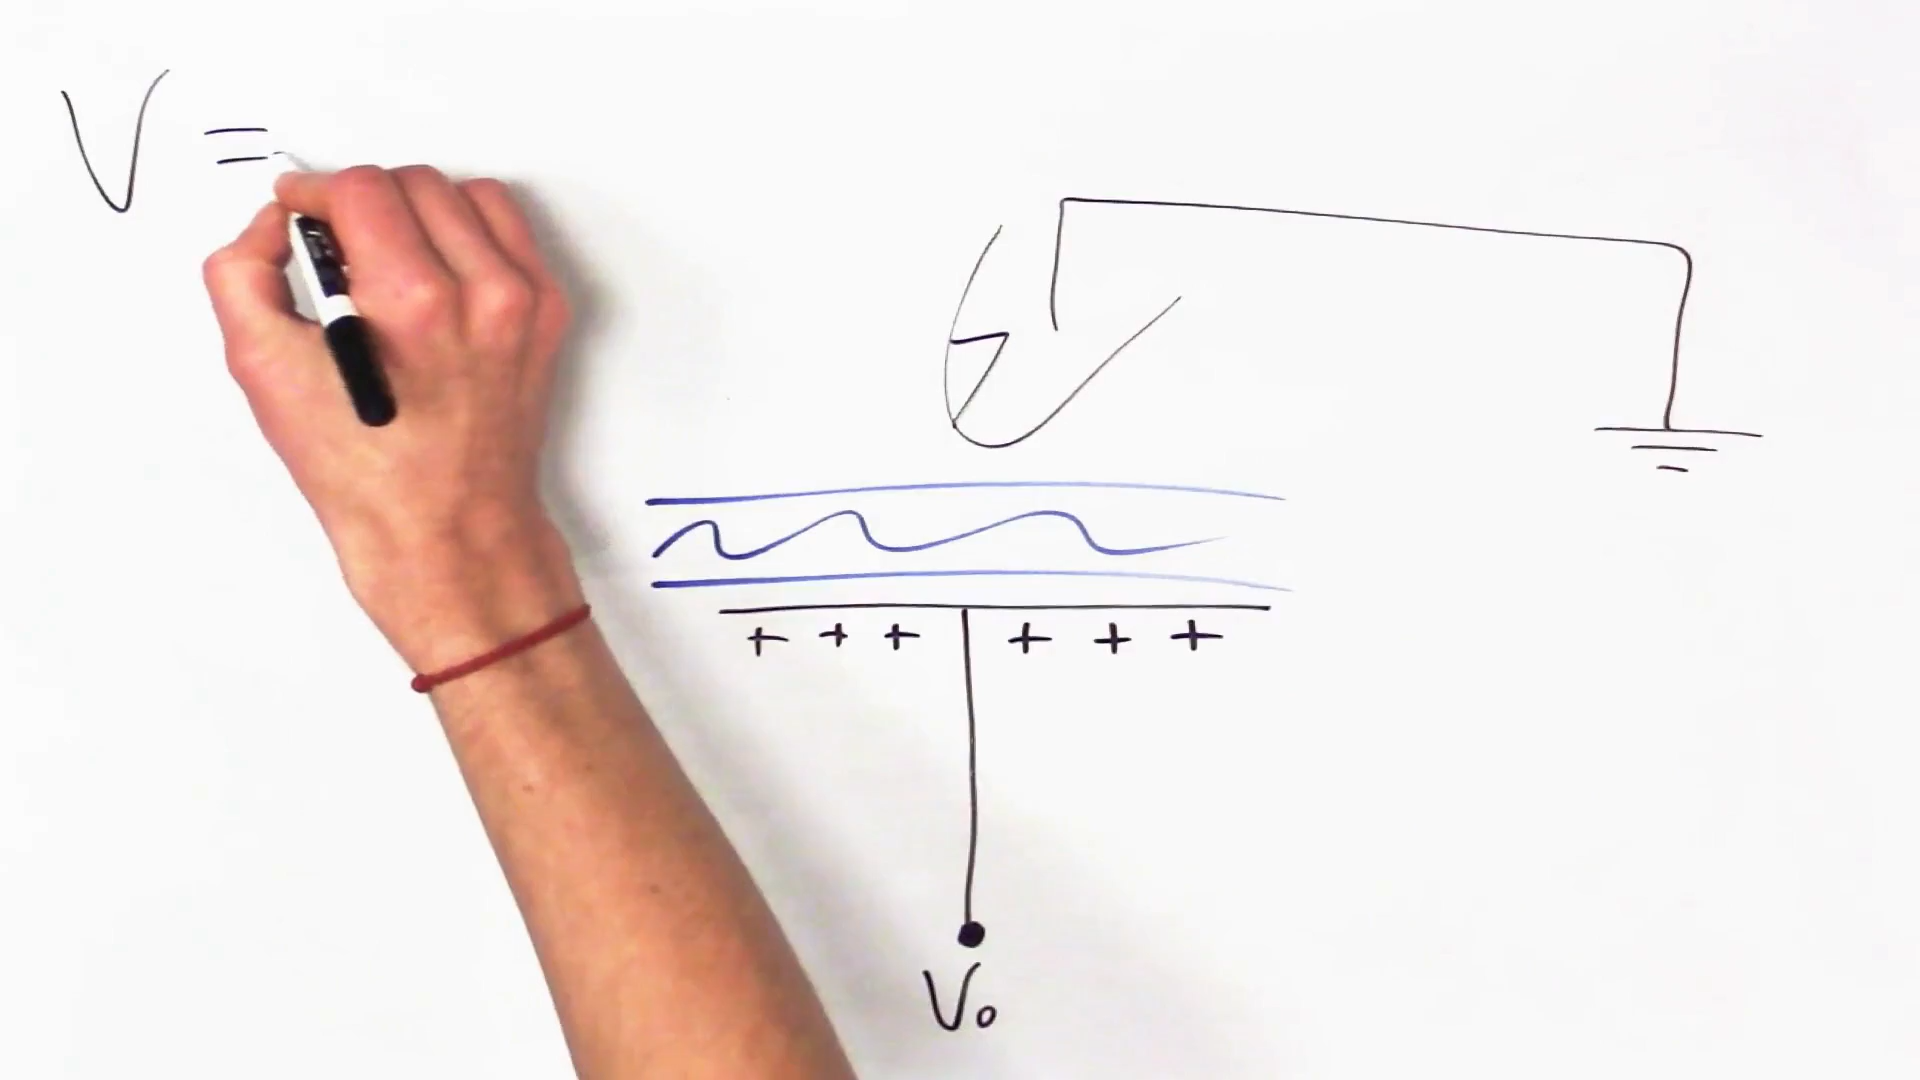 V =
+ + + + + +
V₀